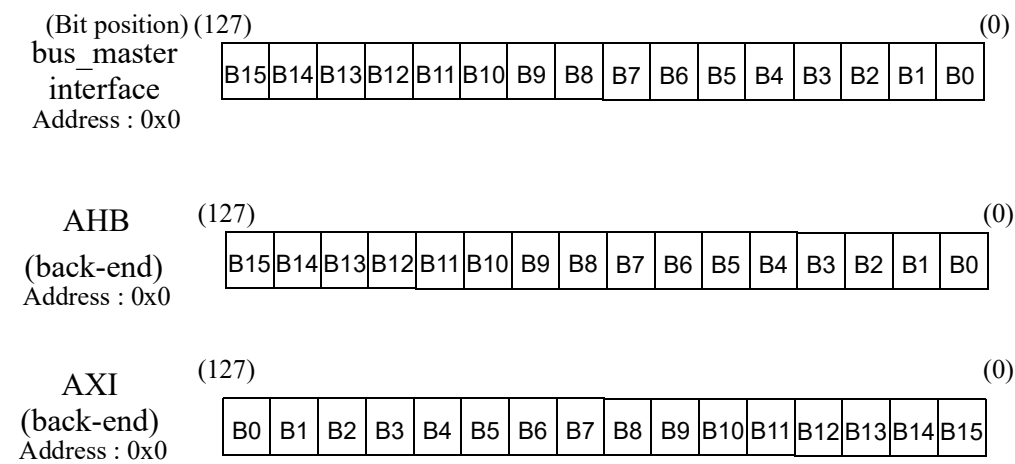 (Bit position) (127) (0)
bus_master
interface
Address : 0x0
B15 B14 B13 B12 B11 B10 B9 B8 B7 B6 B5 B4 B3 B2 B1 B0
AHB (127) (0)
(back-end)
Address : 0x0
B15 B14 B13 B12 B11 B10 B9 B8 B7 B6 B5 B4 B3 B2 B1 B0
AXI (127) (0)
(back-end)
Address : 0x0
B0 B1 B2 B3 B4 B5 B6 B7 B8 B9 B10 B11 B12 B13 B14 B15